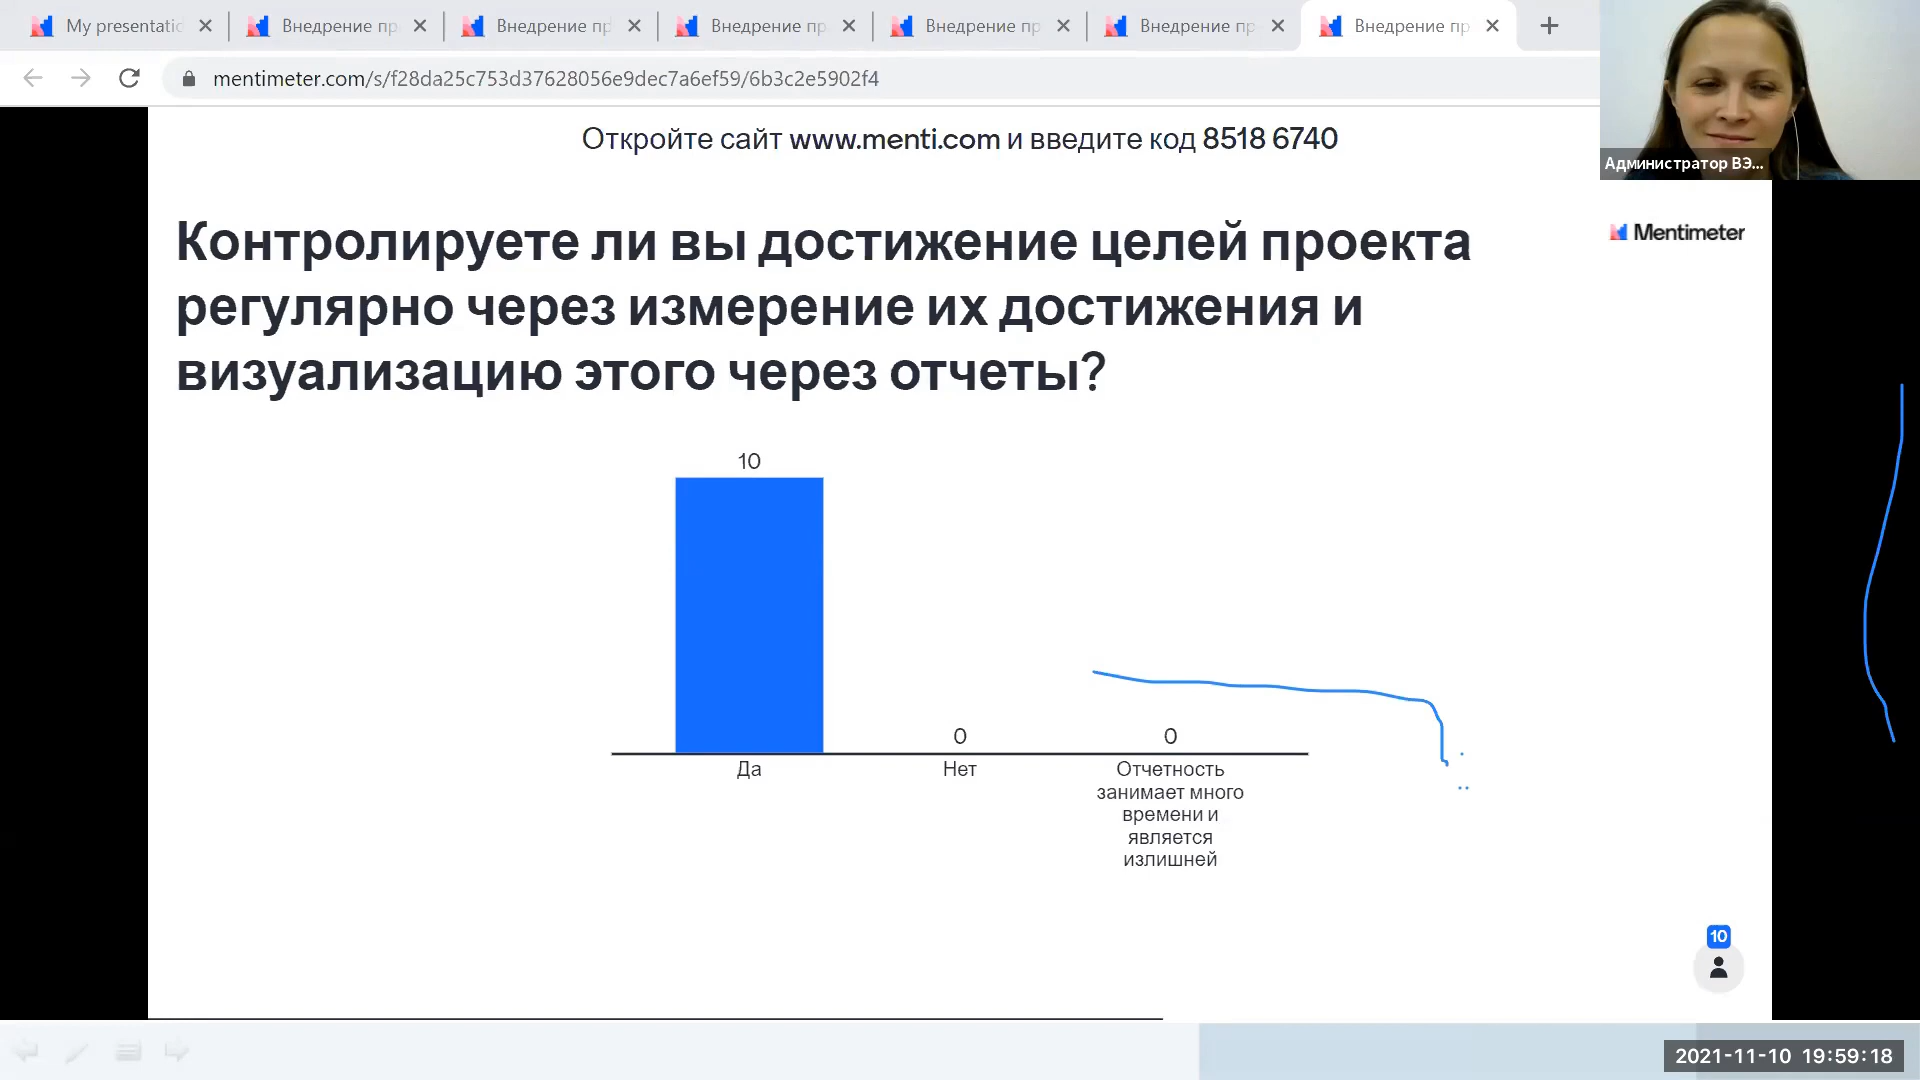 My presentatic
Внедрение пр
Внедрение пр
Внедрение пр
Внедрение пр
Внедрение пр
Внедрение пр
mentimeter.com/s/f28da25c753d37628056e9dec7a6ef59/6b3c2e5902f4
Администратор ВЭ...
Откройте сайт www.menti.com и введите код 8518 6740
Mentimeter
Контролируете ли вы достижение целей проекта
регулярно через измерение их достижения и
визуализацию этого через отчеты?
10
0
0
Да
Нет
Отчетность
занимает много
времени и
является
излишней
10
2021-11-10 19:59:18